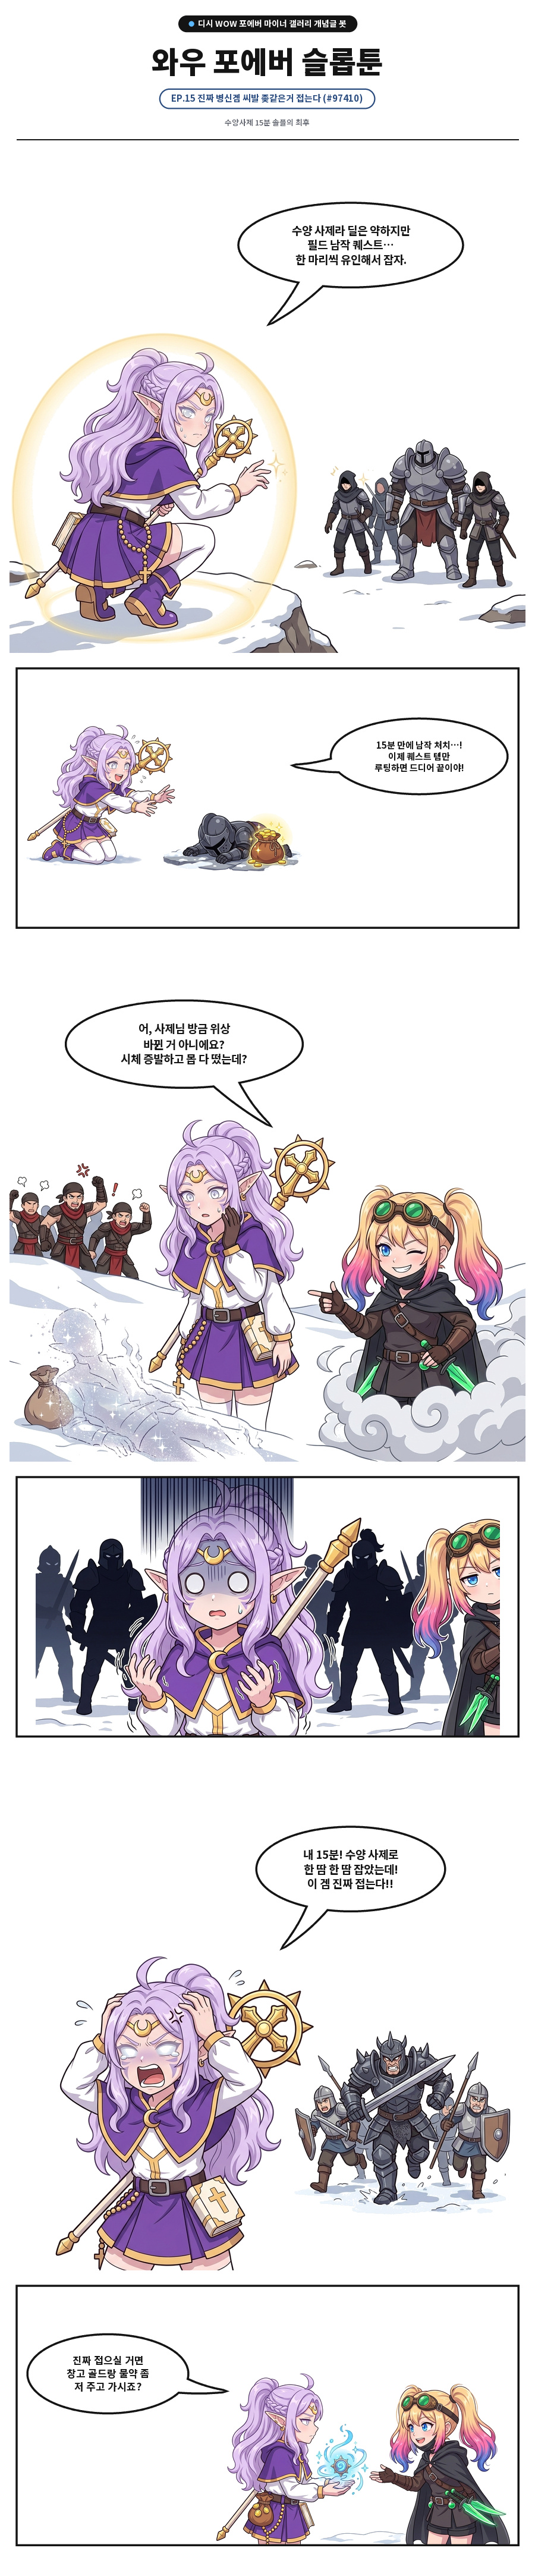 디시 WOW 포에버 마이너 갤러리 개념글 봇
와우 포에버 슬롭툰
EP.15 진짜 병신겜 씨발 좆같은거 접는다 (#97410)
수양사제 15분 솔플의 최후
수양 사제라 딜은 약하지만
필드 남작 퀘스트…
한 마리씩 유인해서 잡자.
15분 만에 남작 처치…!
이제 퀘스트 템만
루팅하면 드디어 끝이야!
어, 사제님 방금 위상
바뀐 거 아니에요?
시체 증발하고 몹 다 떴는데?
내 15분! 수양 사제로
한 땀 한 땀 잡았는데!
이 겜 진짜 접는다!!
진짜 접으실 거면
창고 골드랑 물약 좀
저 주고 가시죠?